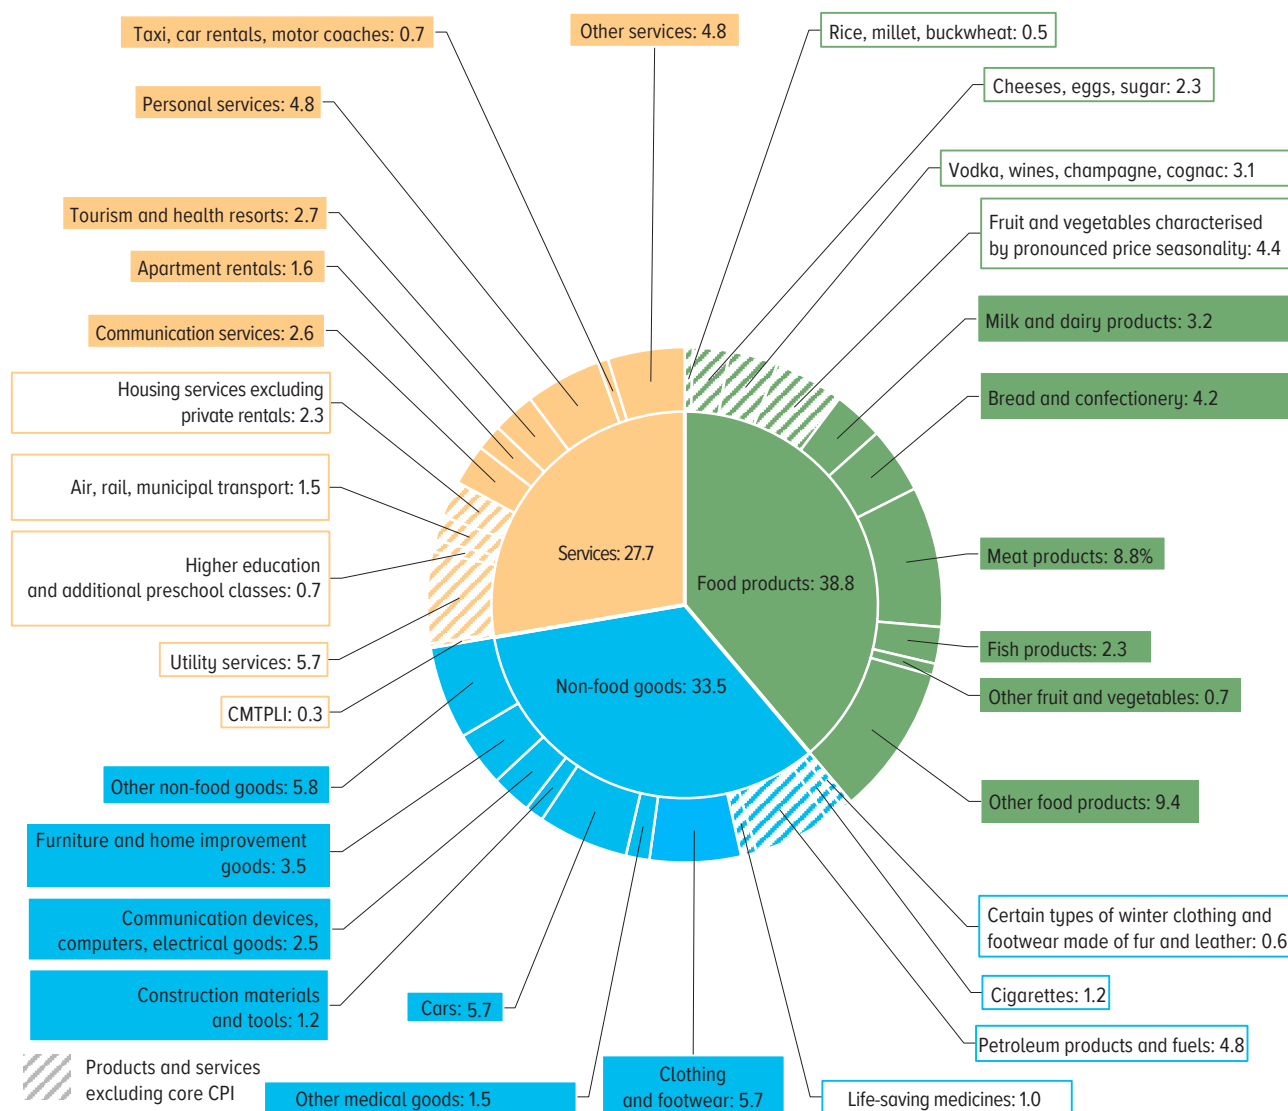 Taxi, car rentals, motor coaches: 0.7
Other services: 4.8
Rice, millet, buckwheat: 0.5
Cheeses, eggs, sugar: 2.3
Personal services: 4.8
Vodka, wines, champagne, cognac: 3.1
Tourism and health resorts: 2.7
Fruit and vegetables characterised
by pronounced price seasonality: 4.4
Apartment rentals: 1.6
Milk and dairy products: 3.2
Communication services: 2.6
Housing services excluding
private rentals: 2.3
Bread and confectionery: 4.2
Air, rail, municipal transport: 1.5
Services: 27.7
Meat products: 8.8%
Higher education
and additional preschool classes: 0.7
Food products: 38.8
Utility services: 5.7
Fish products: 2.3
Non-food goods: 33.5
Other fruit and vegetables: 0.7
CMTPLI: 0.3
Other non-food goods: 5.8
Other food products: 9.4
Furniture and home improvement
goods: 3.5
Communication devices,
computers, electrical goods: 2.5
Certain types of winter clothing and
footwear made of fur and leather: 0.6
Construction materials
and tools: 1.2
Cars: 5.7
Cigarettes: 1.2
Petroleum products and fuels: 4.8
Products and services
excluding core CPI
Other medical goods: 1.5
Clothing
and footwear: 5.7
Life-saving medicines: 1.0